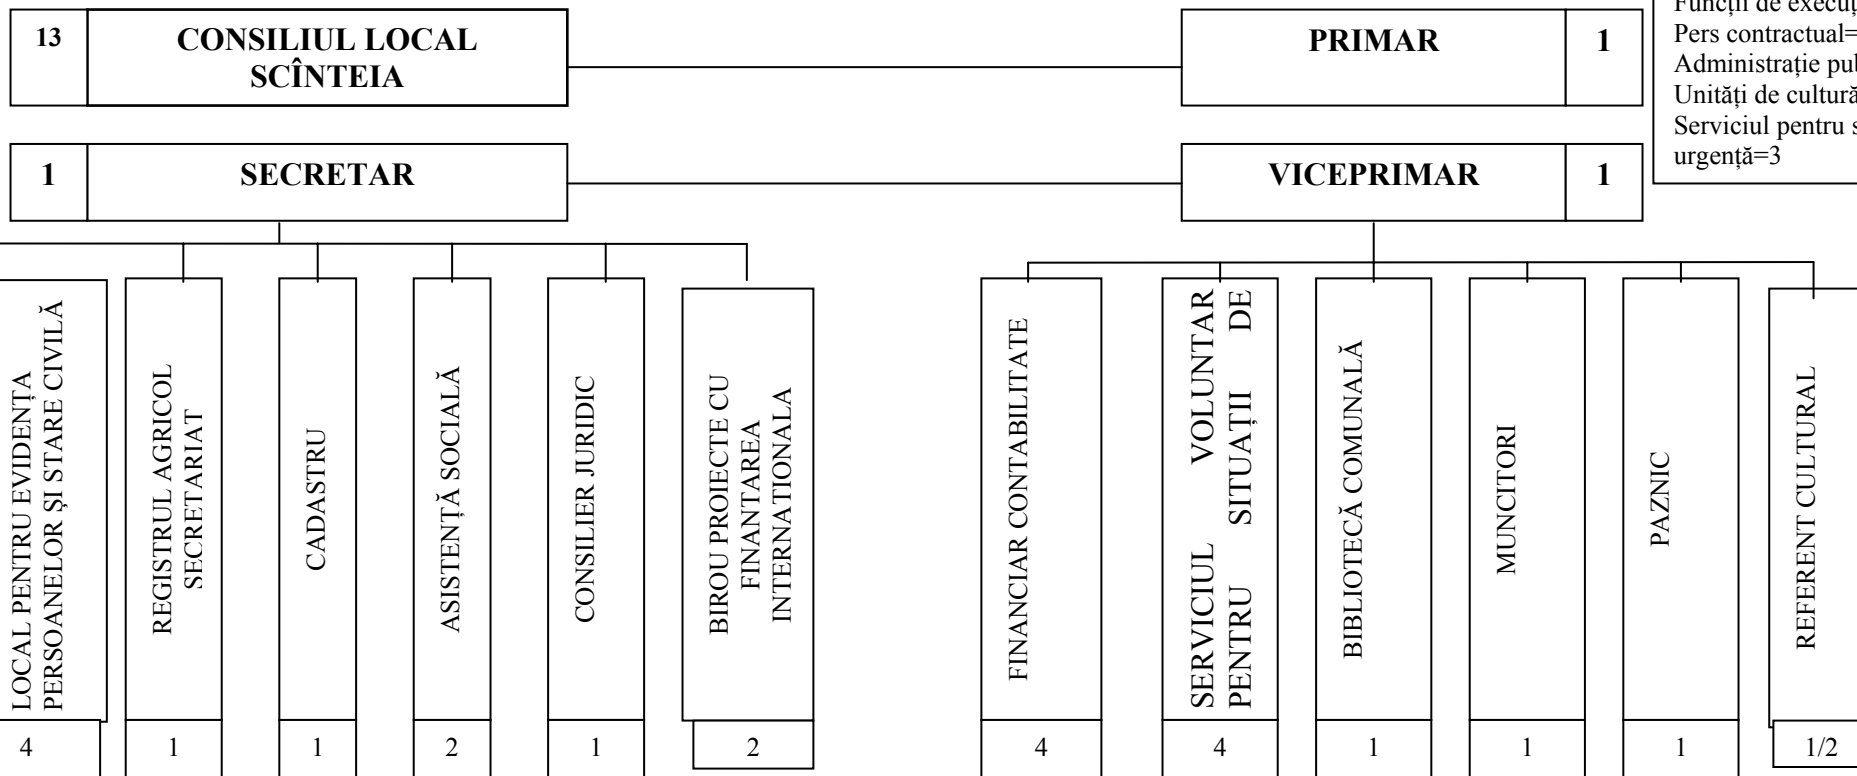 13
CONSILIUL LOCAL
SCÎNTEIA
PRIMAR
1
Funcții de execuț
Pers contractual=
Administrație pub
Unități de cultură
Serviciul pentru s
urgență=3
1
SECRETAR
VICEPRIMAR
1
LOCAL PENTRU EVIDENȚA
PERSOANELOR ȘI STARE CIVILĂ
4
REGISTRUL AGRICOL
SECRETARIAT
1
CADASTRU
1
ASISTENȚĂ SOCIALĂ
2
CONSILIER JURIDIC
1
BIROU PROIECTE CU
FINANTAREA
INTERNATIONALA
2
FINANCIAR CONTABILITATE
4
SERVICIUL VOLUNTAR
PENTRU SITUAȚII DE
4
BIBLIOTECĂ COMUNALĂ
1
MUNCITORI
1
PAZNIC
1
REFERENT CULTURAL
1/2